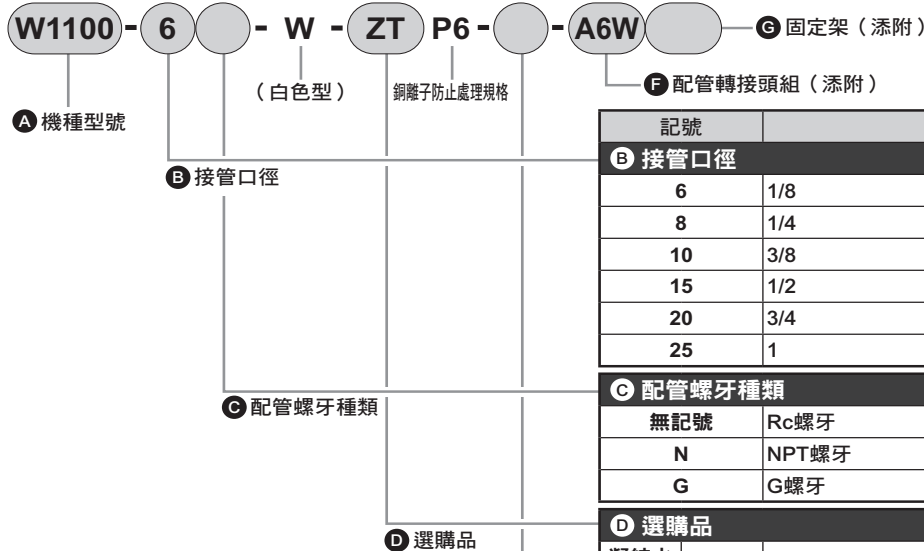 W1100 - 6 - W - ZT P6 - - A6W
G 固定架（添附）
（白色型）
銅離子防止處理規格
F 配管轉接頭組（添附）
A 機種型號
記號
B 接管口徑
B 接管口徑
6 1/8
8 1/4
10 3/8
15 1/2
20 3/4
25 1
C 配管螺牙種類
C 配管螺牙種類
無記號 Rc螺牙
N NPT螺牙
G G螺牙
D 選購品
D 選購品